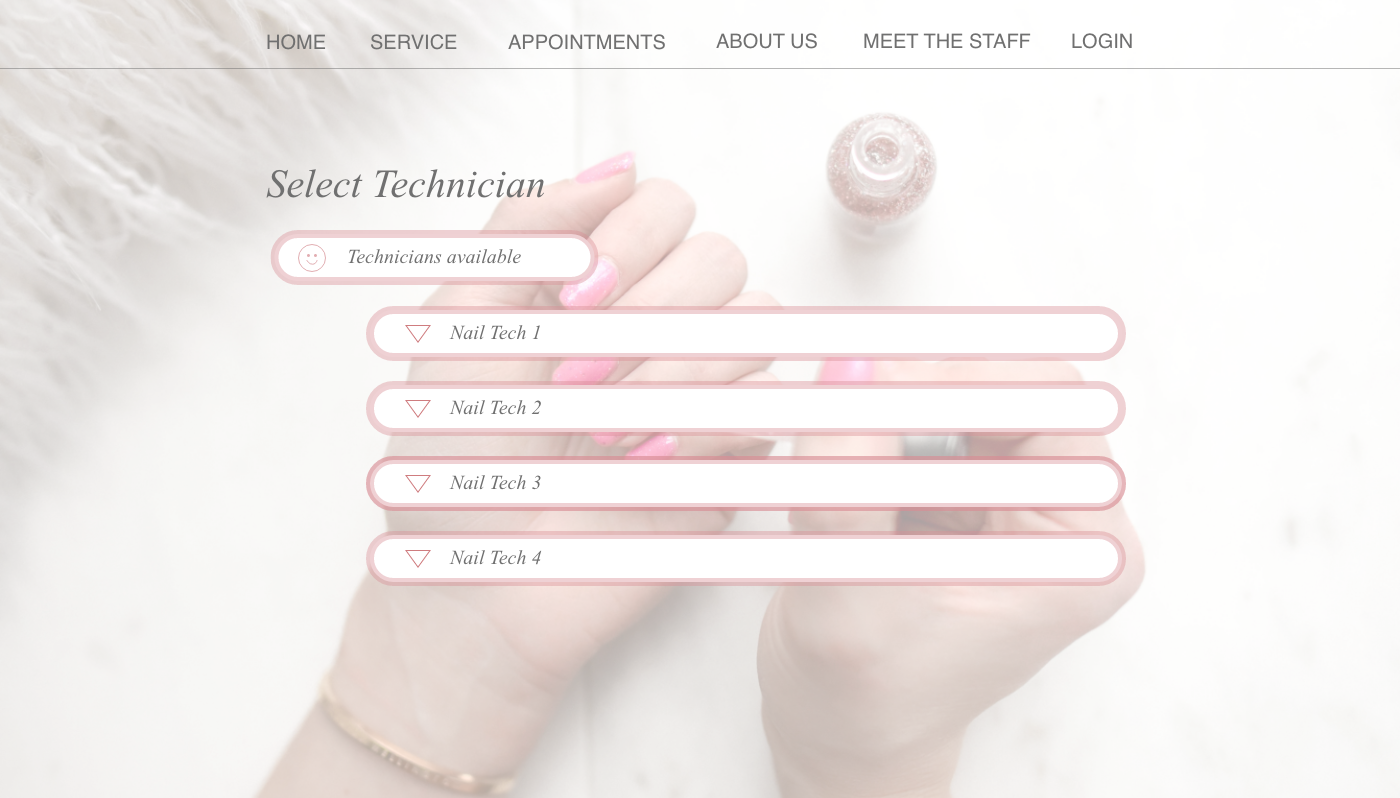 HOME SERVICE APPOINTMENTS ABOUT US MEET THE STAFF LOGIN
Select Technician
Technicians available
Nail Tech 1
Nail Tech 2
Nail Tech 3
Nail Tech 4